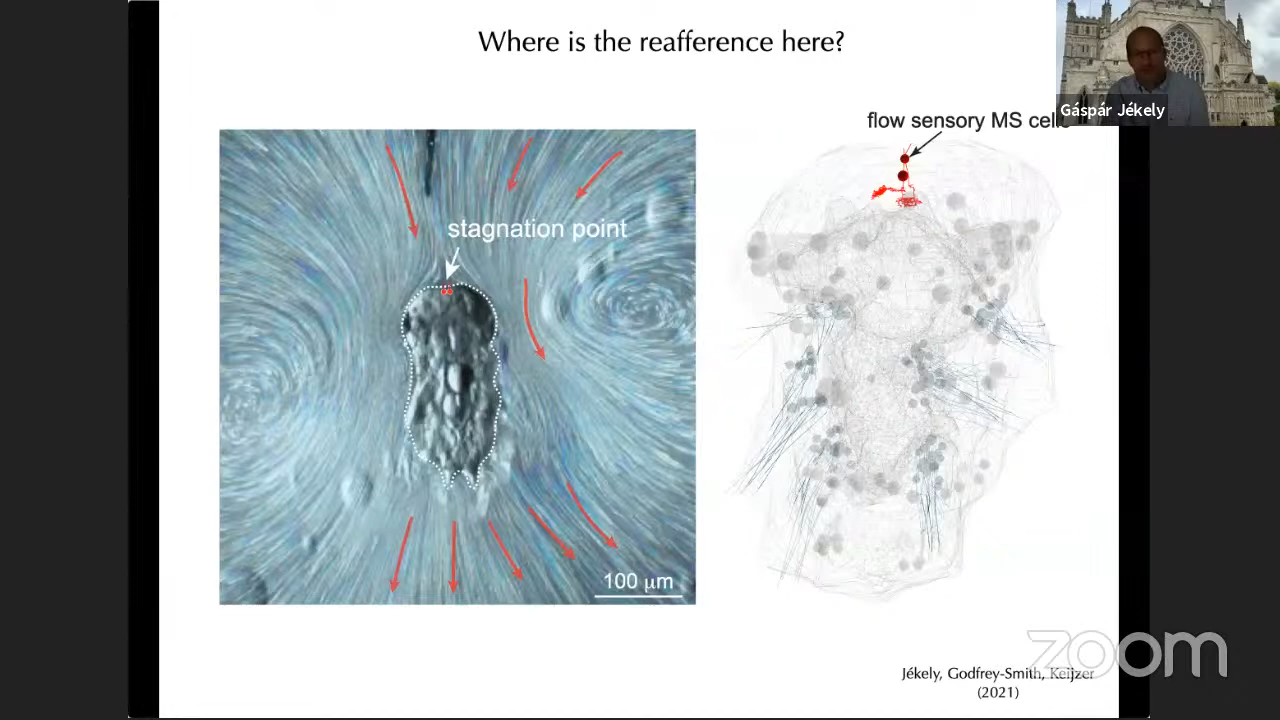 Where is the reafference here?
Gáspár Jékely
flow sensory MS cells
stagnation point
100 μm
Jékely, Godfrey-Smith, Keijzer
(2021)
zoom